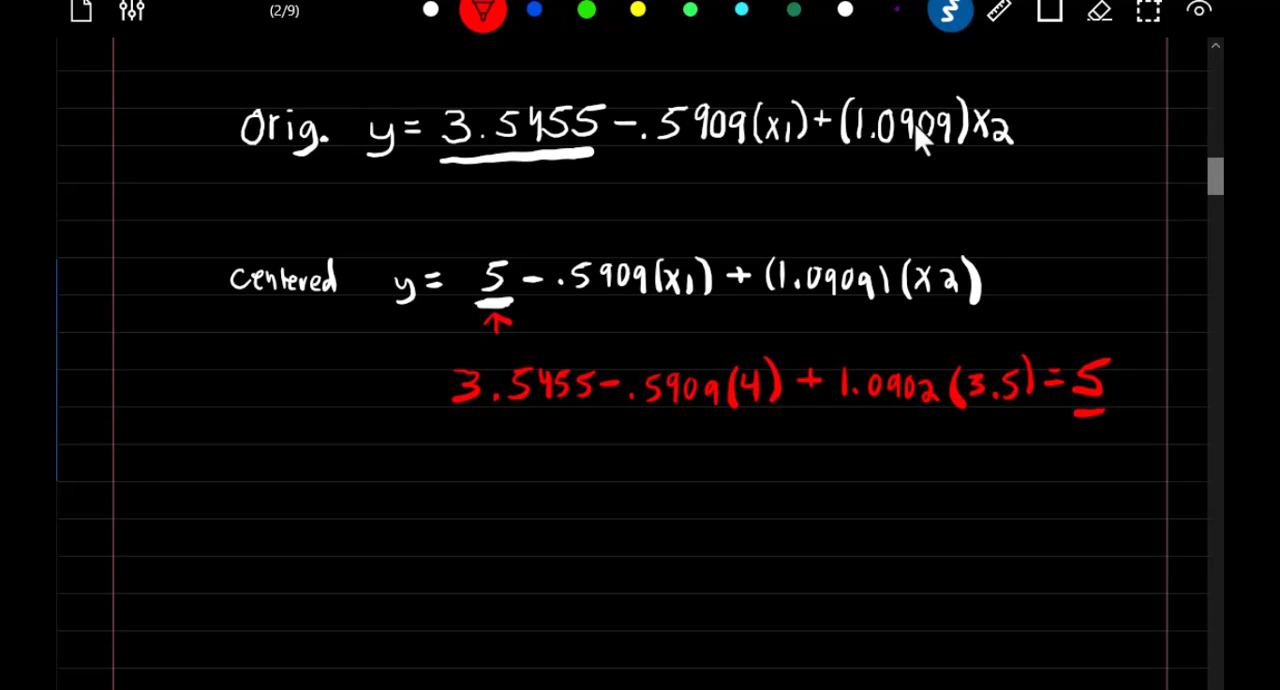 (2/9)
Orig. y= 3.5455 -.5909(x1)+(1.0909)x2
Centered y= 5 -.5909(x1) + (1.0909)(x2)
3.5455-.5909(4) + 1.0902(3.5)=5